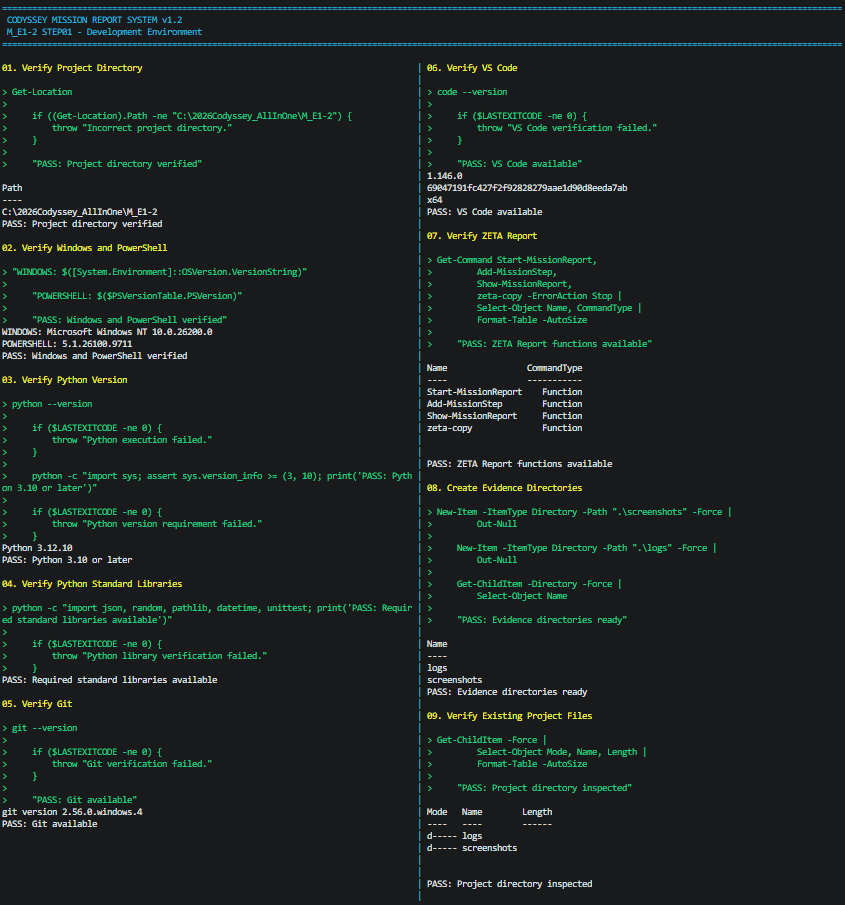 ================================================================================
CODYSSEY MISSION REPORT SYSTEM v1.2
M_E1-2 STEP01 - Development Environment
================================================================================
01. Verify Project Directory
> Get-Location
>
>     if ((Get-Location).Path -ne "C:\2026Codyssey_AllInOne\M_E1-2") {
>         throw "Incorrect project directory."
>     }
>
>     "PASS: Project directory verified"
Path
----
C:\2026Codyssey_AllInOne\M_E1-2
PASS: Project directory verified
02. Verify Windows and PowerShell
> "WINDOWS: $([System.Environment]::OSVersion.VersionString)"
>
>     "POWERSHELL: $($PSVersionTable.PSVersion)"
>
>     "PASS: Windows and PowerShell verified"
WINDOWS: Microsoft Windows NT 10.0.26200.0
POWERSHELL: 5.1.26100.9711
PASS: Windows and PowerShell verified
03. Verify Python Version
> python --version
>
>     if ($LASTEXITCODE -ne 0) {
>         throw "Python execution failed."
>     }
>
>     python -c "import sys; assert sys.version_info >= (3, 10); print('PASS: Pyth
on 3.10 or later')"
>
>     if ($LASTEXITCODE -ne 0) {
>         throw "Python version requirement failed."
>     }
Python 3.12.10
PASS: Python 3.10 or later
04. Verify Python Standard Libraries
> python -c "import json, random, pathlib, datetime, unittest; print('PASS: Requir
ed standard libraries available')"
>
>     if ($LASTEXITCODE -ne 0) {
>         throw "Python library verification failed."
>     }
PASS: Required standard libraries available
05. Verify Git
> git --version
>
>     if ($LASTEXITCODE -ne 0) {
>         throw "Git verification failed."
>     }
>
>     "PASS: Git available"
git version 2.56.0.windows.4
PASS: Git available
06. Verify VS Code
> code --version
>
>     if ($LASTEXITCODE -ne 0) {
>         throw "VS Code verification failed."
>     }
>
>     "PASS: VS Code available"
1.146.0
69047191fc427f2f92828279aae1d90d8eeda7ab
x64
PASS: VS Code available
07. Verify ZETA Report
> Get-Command Start-MissionReport,
>         Add-MissionStep,
>         Show-MissionReport,
>         zeta-copy -ErrorAction Stop |
>         Select-Object Name, CommandType |
>         Format-Table -AutoSize
>
>     "PASS: ZETA Report functions available"
Name                CommandType
----                -----------
Start-MissionReport    Function
Add-MissionStep        Function
Show-MissionReport     Function
zeta-copy              Function
PASS: ZETA Report functions available
08. Create Evidence Directories
> New-Item -ItemType Directory -Path ".\screenshots" -Force |
>         Out-Null
>
>     New-Item -ItemType Directory -Path ".\logs" -Force |
>         Out-Null
>
>     Get-ChildItem -Directory -Force |
>         Select-Object Name
>
>     "PASS: Evidence directories ready"
Name
----
logs
screenshots
PASS: Evidence directories ready
09. Verify Existing Project Files
> Get-ChildItem -Force |
>         Select-Object Mode, Name, Length |
>         Format-Table -AutoSize
>
>     "PASS: Project directory inspected"
Mode   Name        Length
----   ----        ------
d----- logs
d----- screenshots
PASS: Project directory inspected